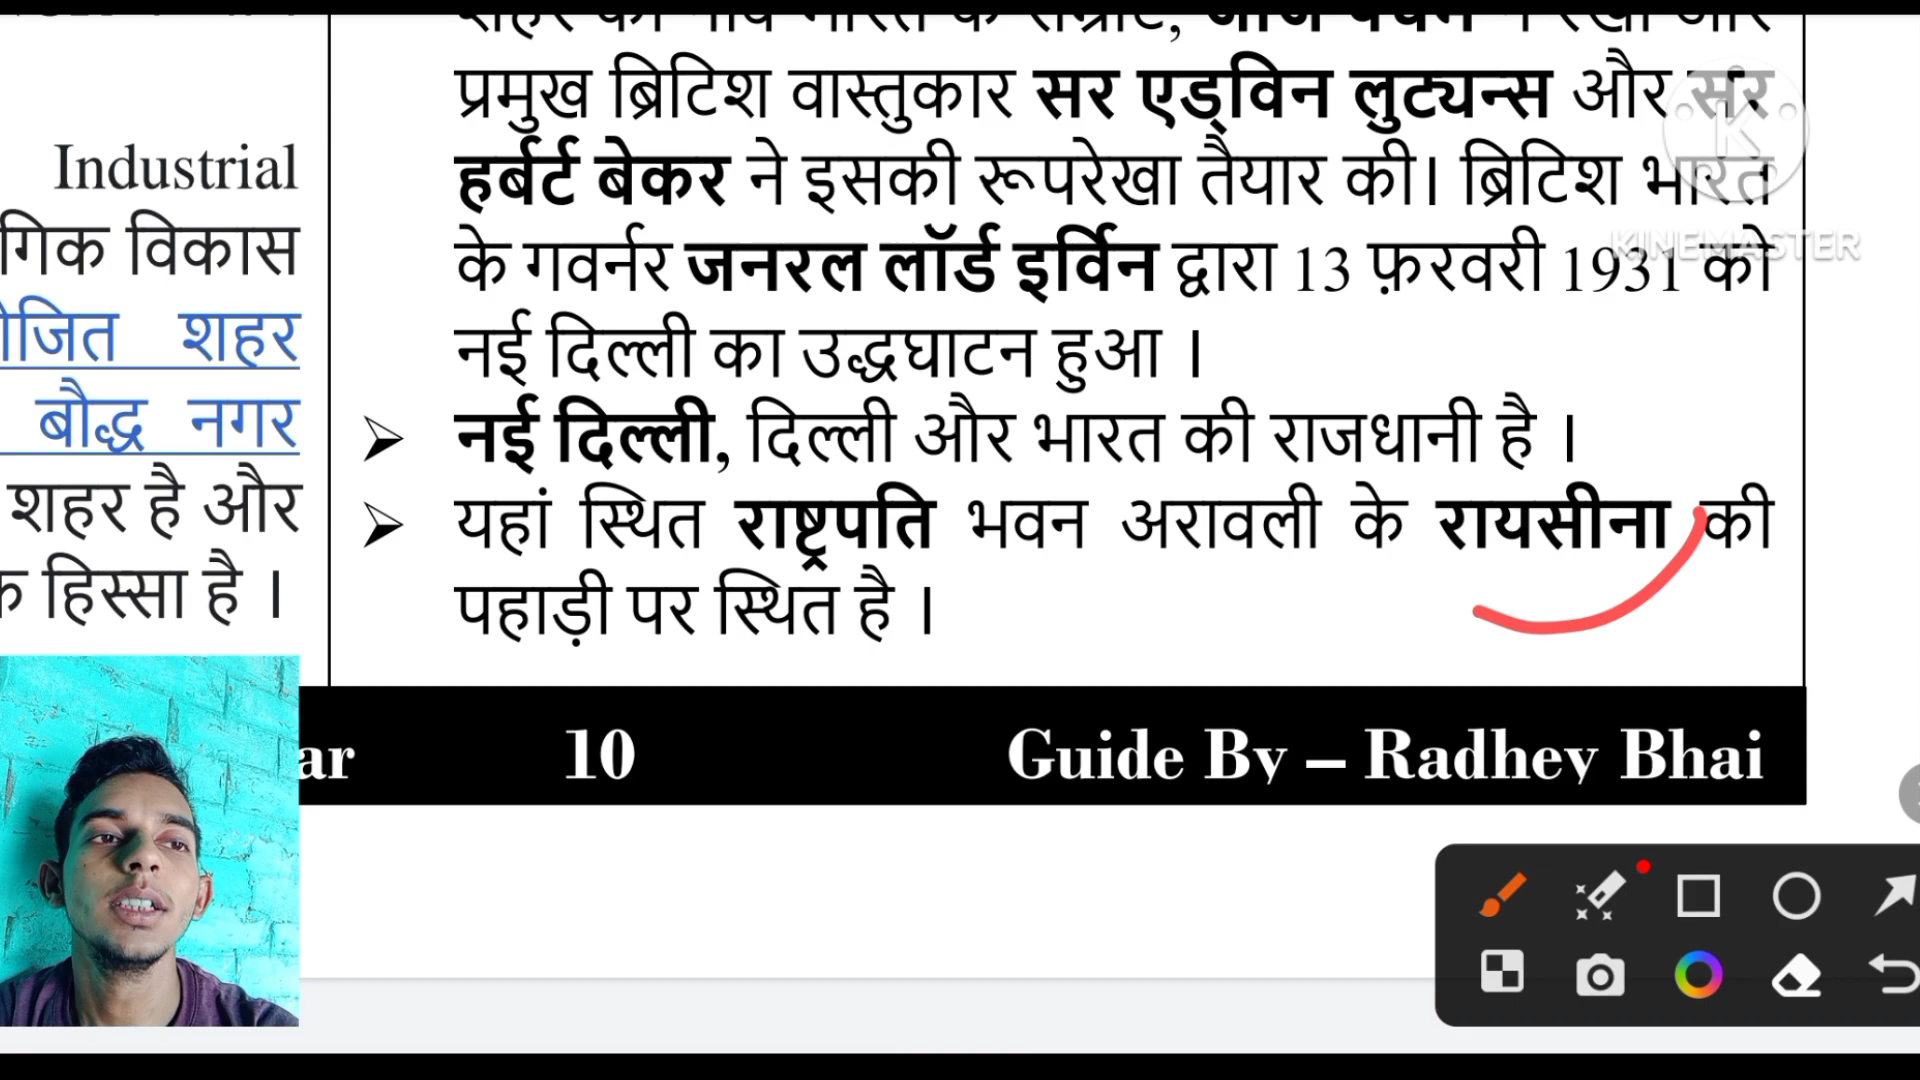 Industrial
विकास
शहर
बौद्ध नगर
शहर है और
हिस्सा है ।
प्रमुख ब्रिटिश वास्तुकार सर एड्विन लुट्यन्स और सर
हर्बर्ट बेकर ने इसकी रूपरेखा तैयार की। ब्रिटिश भारत
के गवर्नर जनरल लॉर्ड इर्विन द्वारा 13 फ़रवरी 1931 को
नई दिल्ली का उद्धघाटन हुआ ।
➢ नई दिल्ली, दिल्ली और भारत की राजधानी है ।
➢ यहां स्थित राष्ट्रपति भवन अरावली के रायसीना की
पहाड़ी पर स्थित है ।
10
Guide By – Radhey Bhai
K
KINEMASTER